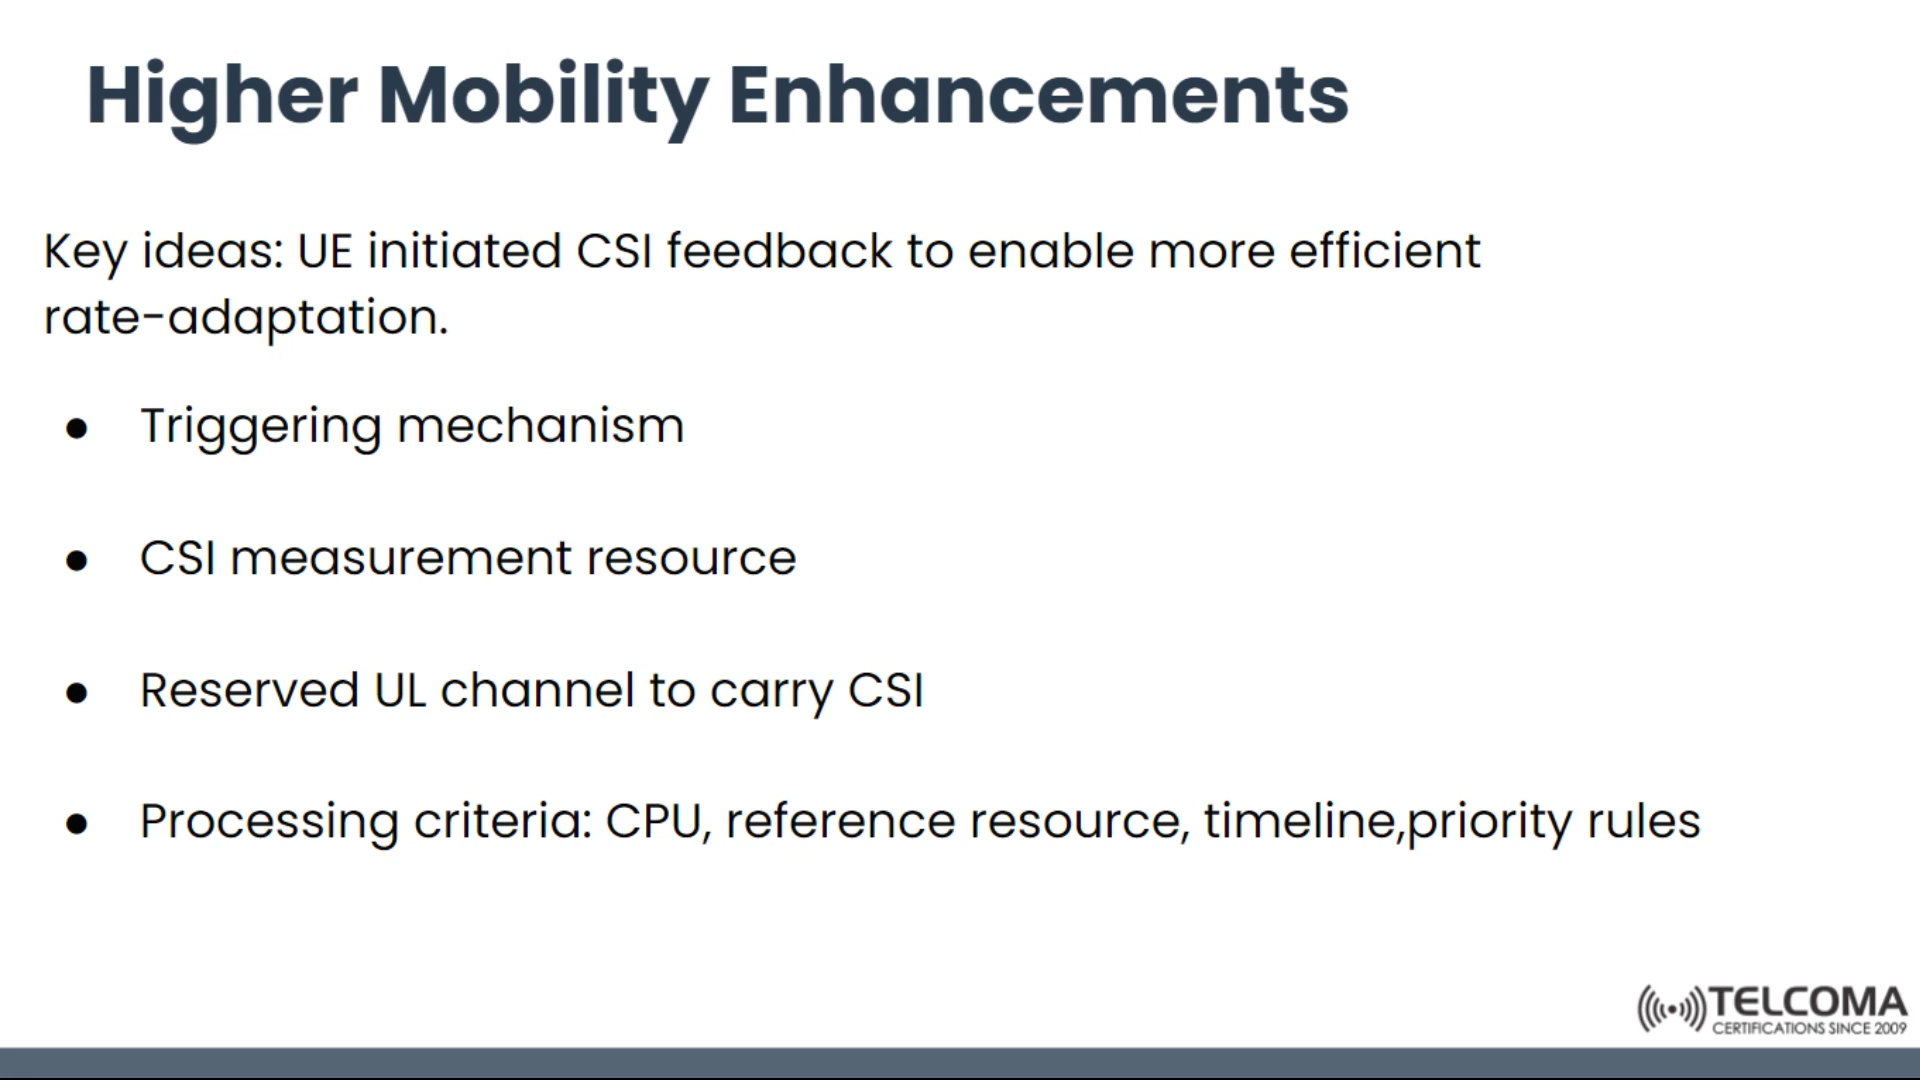 Higher Mobility Enhancements
Key ideas: UE initiated CSI feedback to enable more efficient
rate-adaptation.
● Triggering mechanism
● CSI measurement resource
● Reserved UL channel to carry CSI
● Processing criteria: CPU, reference resource, timeline,priority rules
TELCOMA
CERTIFICATIONS SINCE 2009